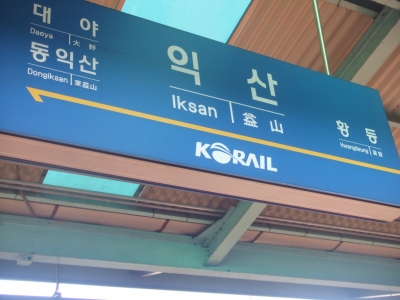 대야
Daeya 大野
동익산
Dongiksan 東益山
익산
Iksan 益山
황등
Hwangdeung 黃登
KORAIL